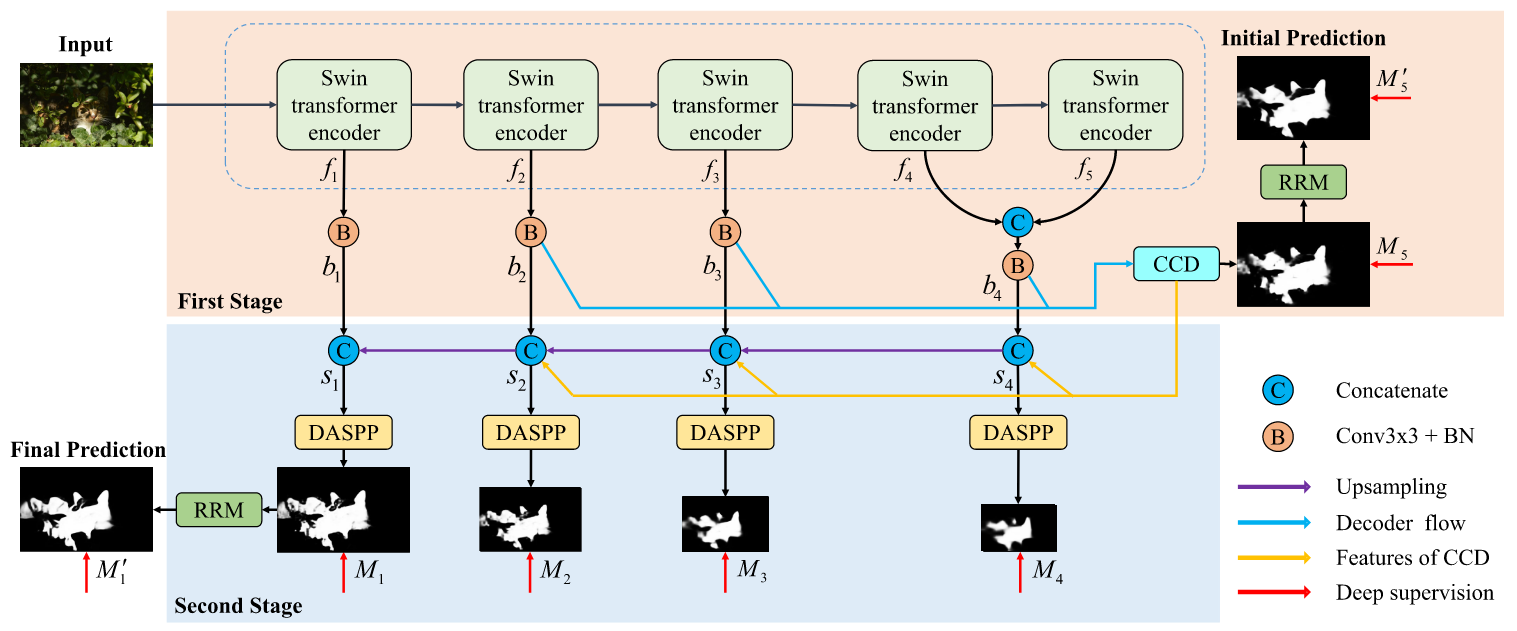 Input
Initial Prediction
Swin
transformer
encoder
Swin
transformer
encoder
Swin
transformer
encoder
Swin
transformer
encoder
Swin
transformer
encoder
M′5
f1
f2
f3
f4
f5
RRM
C
B
B
B
B
b1
b2
b3
b4
CCD
M5
First Stage
C
C
C
C
s1
s2
s3
s4
C
Concatenate
DASPP
DASPP
DASPP
DASPP
B
Conv3x3 + BN
Final Prediction
RRM
Upsampling
Decoder flow
Features of CCD
Deep supervision
M′1
M1
M2
M3
M4
Second Stage